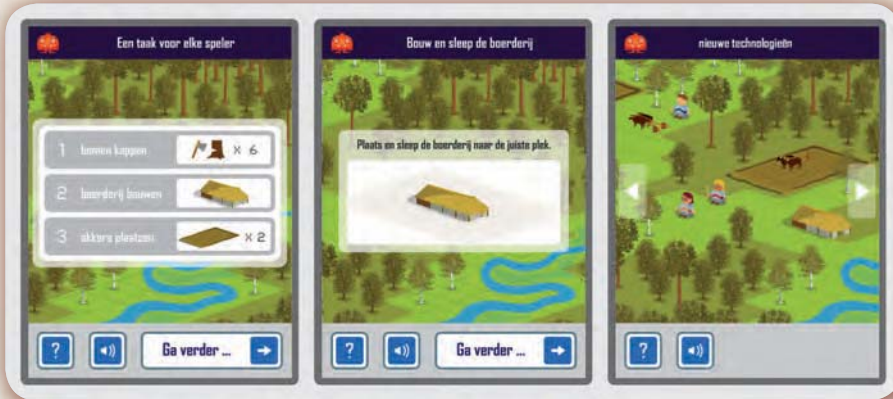 Een taak voor elke speler
1 bomen kappen x 6
2 boerderij bouwen
3 akkers plaatsen x 2
? Ga verder ...
Bouw en sleep de boerderij
Plaats en sleep de boerderij naar de juiste plek.
? Ga verder ...
nieuwe technologieën
?